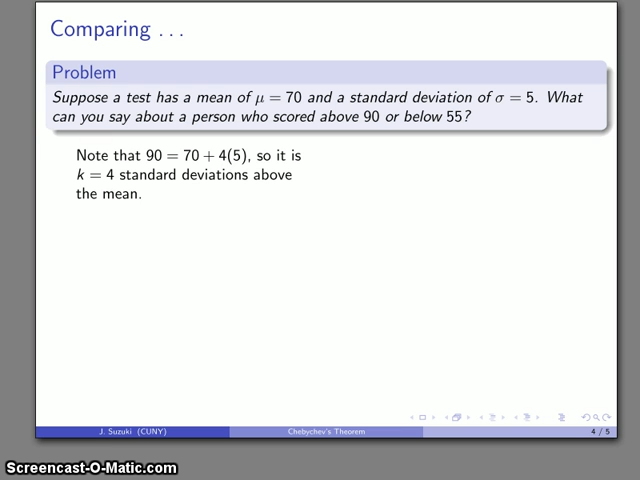 Comparing . . .
Problem
Suppose a test has a mean of μ = 70 and a standard deviation of σ = 5. What
can you say about a person who scored above 90 or below 55?
Note that 90 = 70 + 4(5), so it is
k = 4 standard deviations above
the mean.
J. Suzuki (CUNY)
Chebychev's Theorem
4 / 5
Screencast-O-Matic.com